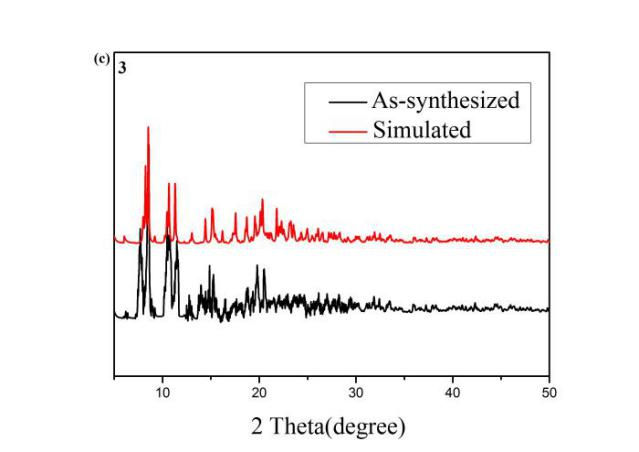 (c)
3
As-synthesized
Simulated
10 20 30 40 50
2 Theta(degree)